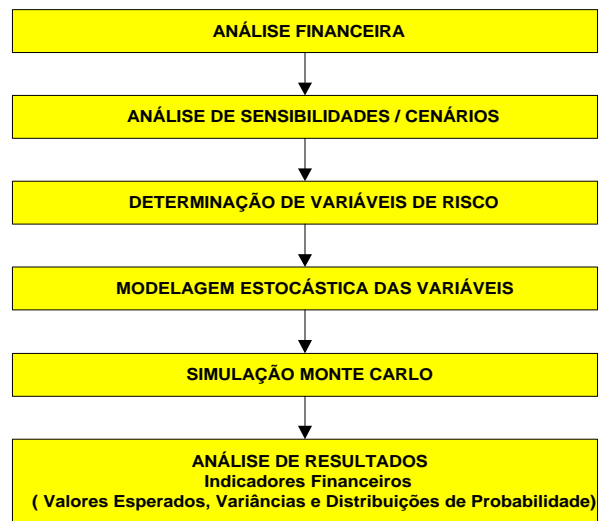 ANÁLISE FINANCEIRA
ANÁLISE DE SENSIBILIDADES / CENÁRIOS
DETERMINAÇÃO DE VARIÁVEIS DE RISCO
MODELAGEM ESTOCÁSTICA DAS VARIÁVEIS
SIMULAÇÃO MONTE CARLO
ANÁLISE DE RESULTADOS
Indicadores Financeiros
( Valores Esperados, Variâncias e Distribuições de Probabilidade)